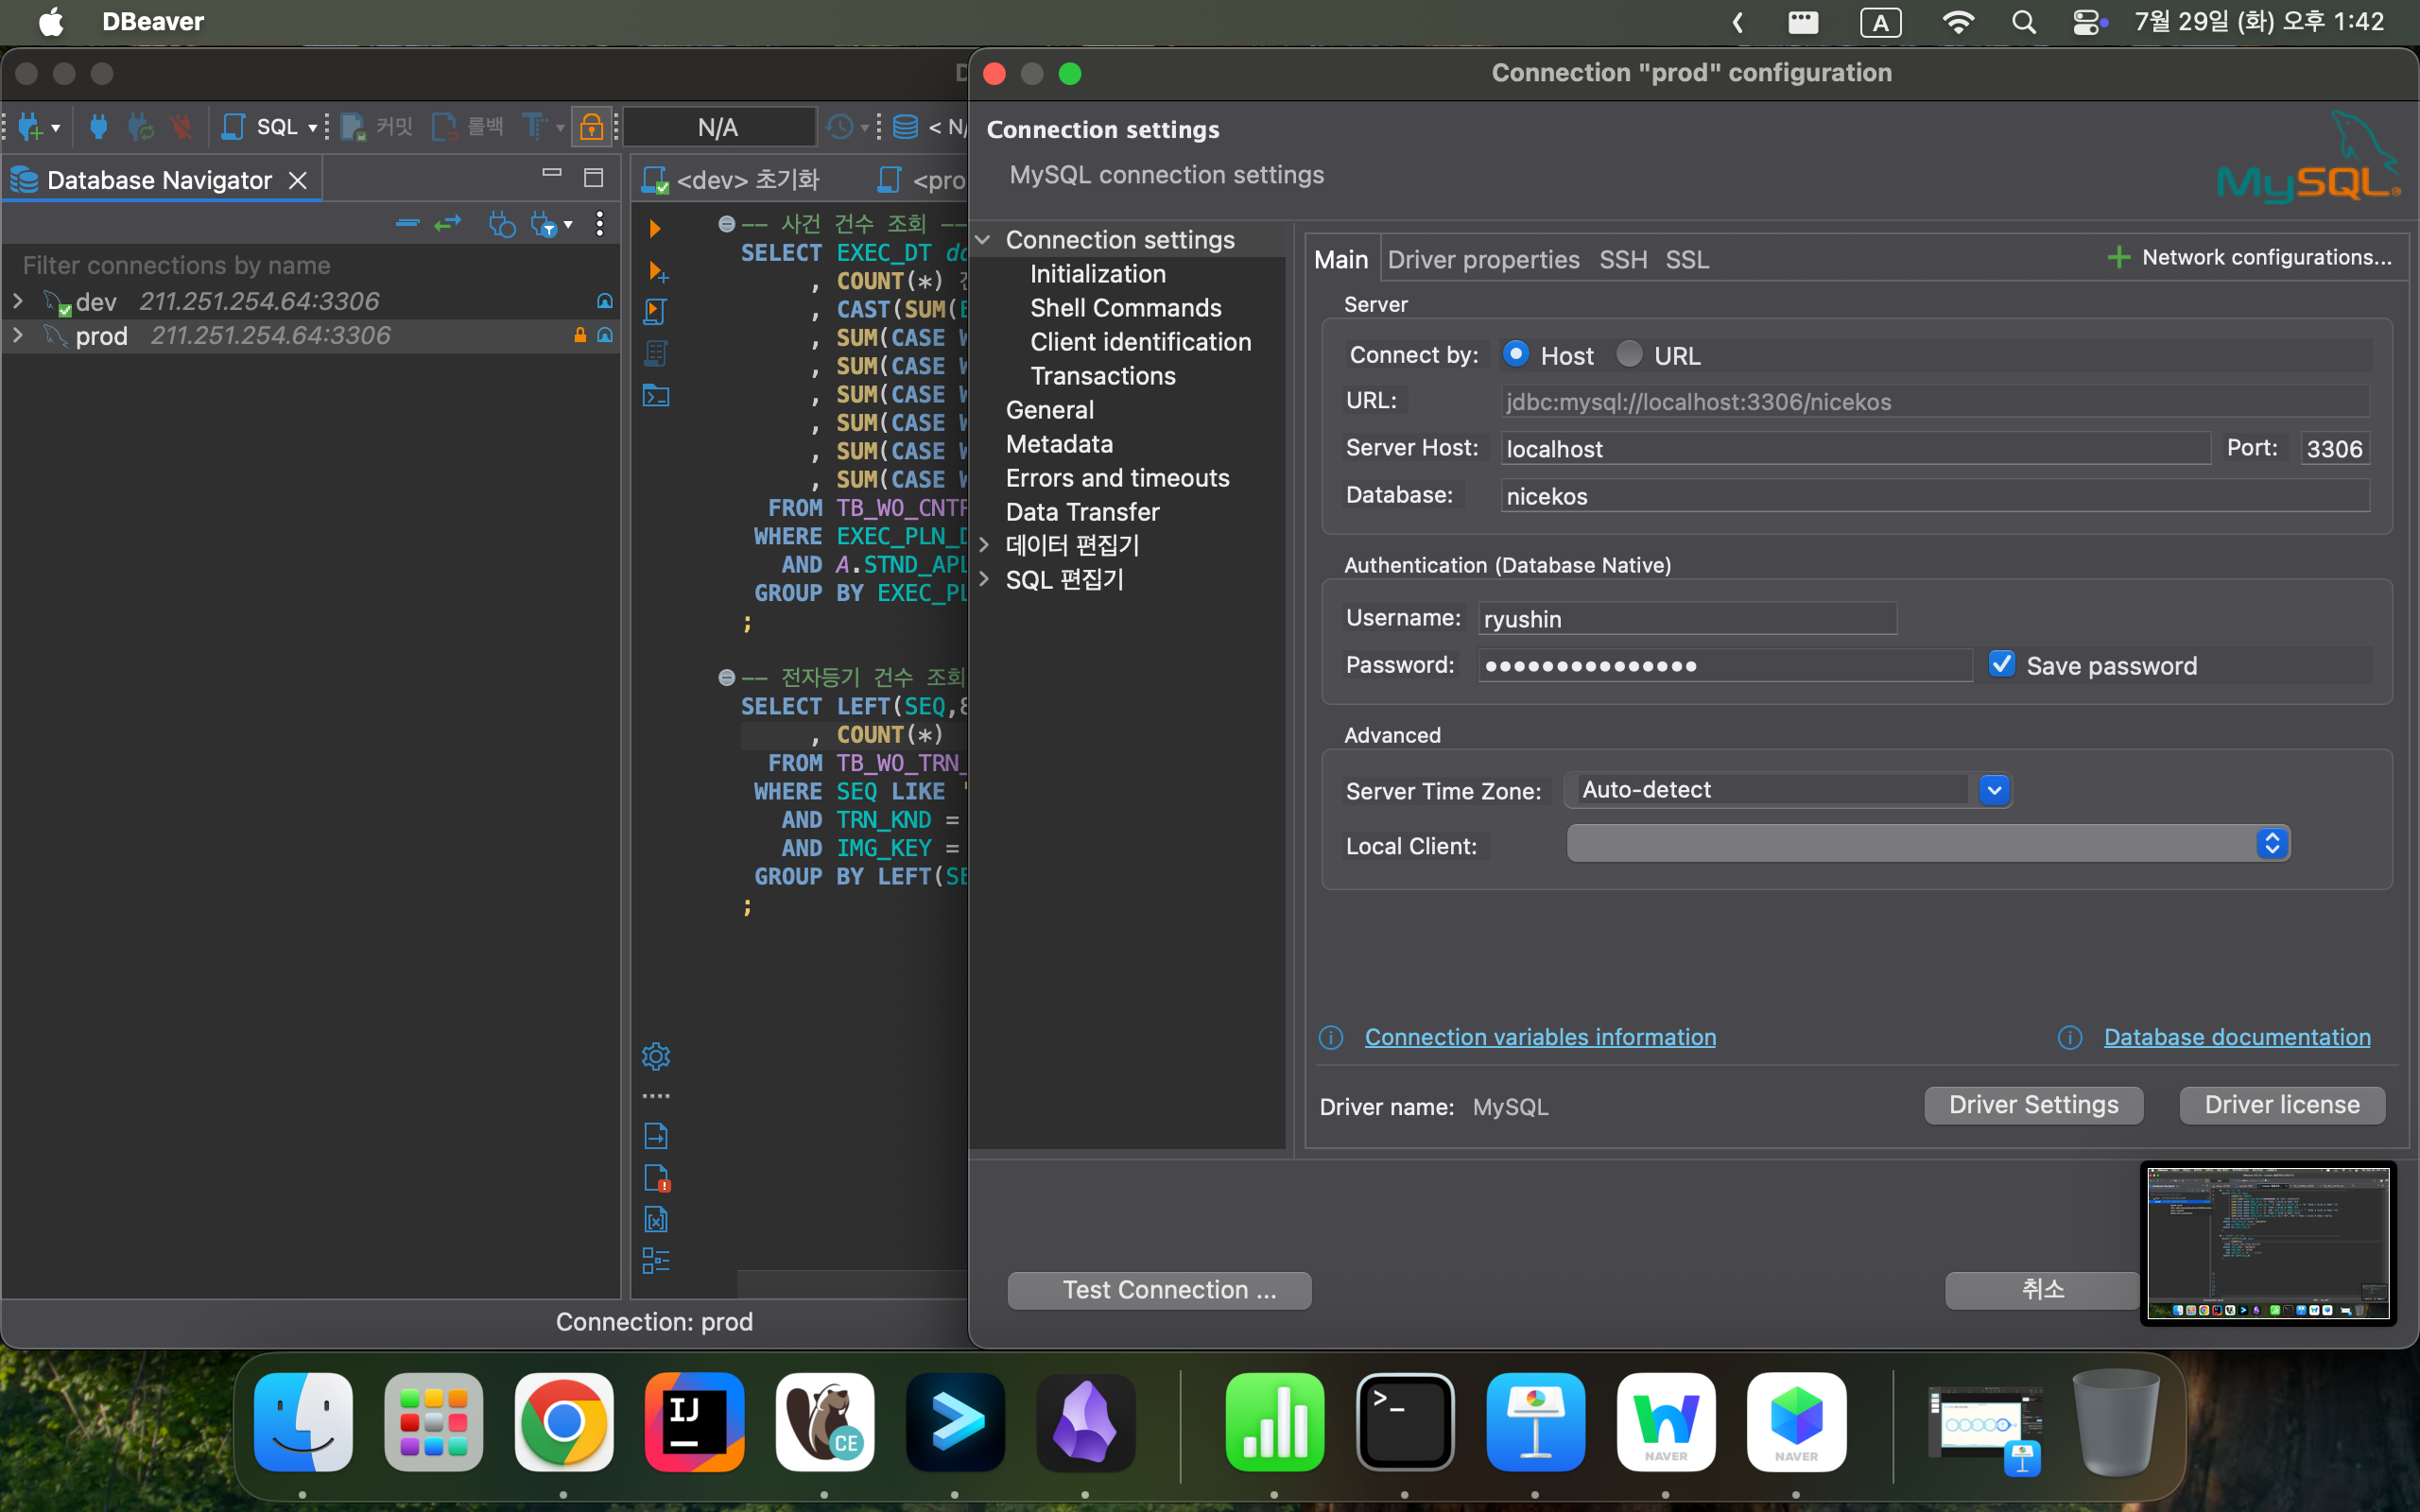 DBeaver
A
7월 29일 (화) 오후 1:42
Connection "prod" configuration
SQL
커밋
롤백
N/A
Database Navigator
<dev> 초기화
Filter connections by name
dev 211.251.254.64:3306
prod 211.251.254.64:3306
-- 사건 건수 조회 --
SELECT EXEC_DT
, COUNT(*)
, CAST(SUM(
, SUM(CASE
, SUM(CASE
, SUM(CASE
, SUM(CASE
, SUM(CASE
, SUM(CASE
FROM
WHERE
AND
GROUP BY
;
-- 전자등기 건수 조회
SELECT LEFT(SEQ,
, COUNT(*)
FROM TB_WO_TRN_
WHERE SEQ LIKE '
AND TRN_KND =
AND IMG_KEY =
GROUP BY LEFT(
;
Connection: prod
Connection settings
MySQL connection settings
MySQL
Connection settings
Initialization
Shell Commands
Client identification
Transactions
General
Metadata
Errors and timeouts
Data Transfer
데이터 편집기
SQL 편집기
Main Driver properties SSH SSL
Network configurations...
Server
Connect by: Host URL
URL: jdbc:mysql://localhost:3306/nicekos
Server Host: localhost Port: 3306
Database: nicekos
Authentication (Database Native)
Username: ryushin
Password: ●●●●●●●●●●●●●●● Save password
Advanced
Server Time Zone: Auto-detect
Local Client:
Connection variables information
Database documentation
Driver name: MySQL
Driver Settings
Driver license
Test Connection ...
취소
IJ
CE
NAVER
NAVER